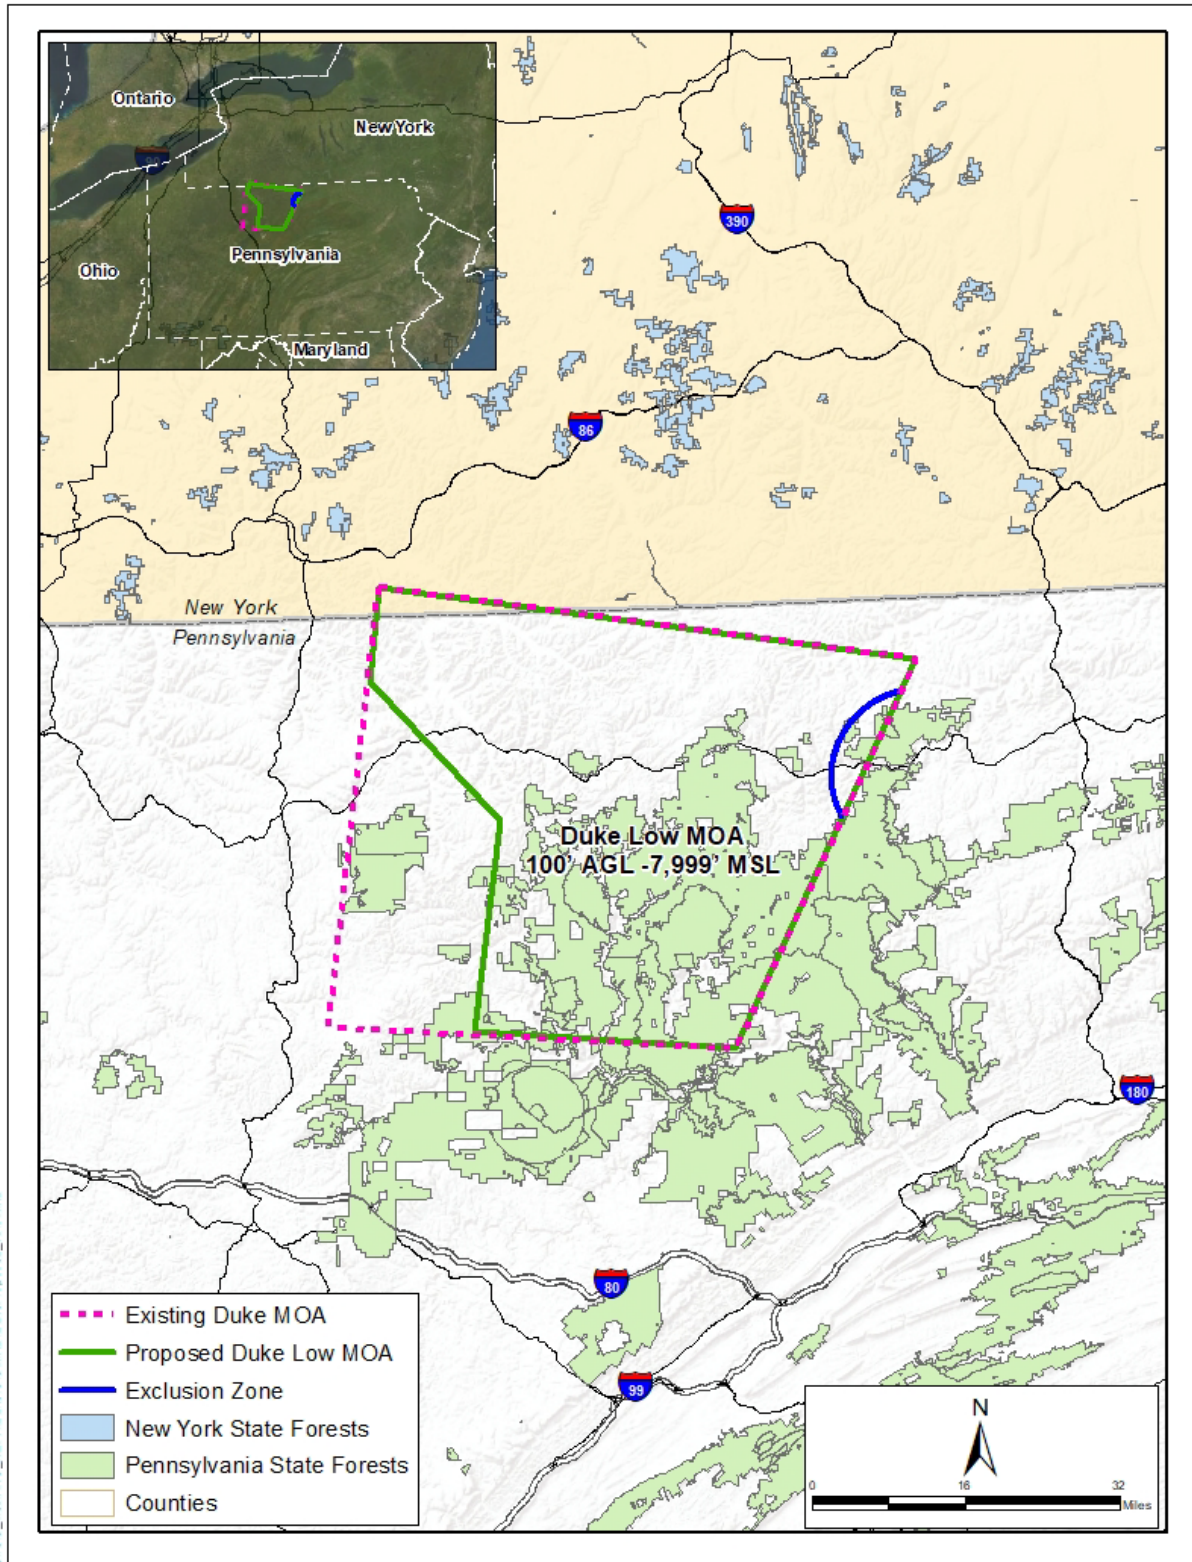 Ontario
New York
90
Pennsylvania
Ohio
Maryland
390
86
New York
Pennsylvania
Duke Low MOA
100' AGL -7,999' MSL
180
80
99
Existing Duke MOA
Proposed Duke Low MOA
Exclusion Zone
New York State Forests
Pennsylvania State Forests
Counties
N
0 16 32
Miles